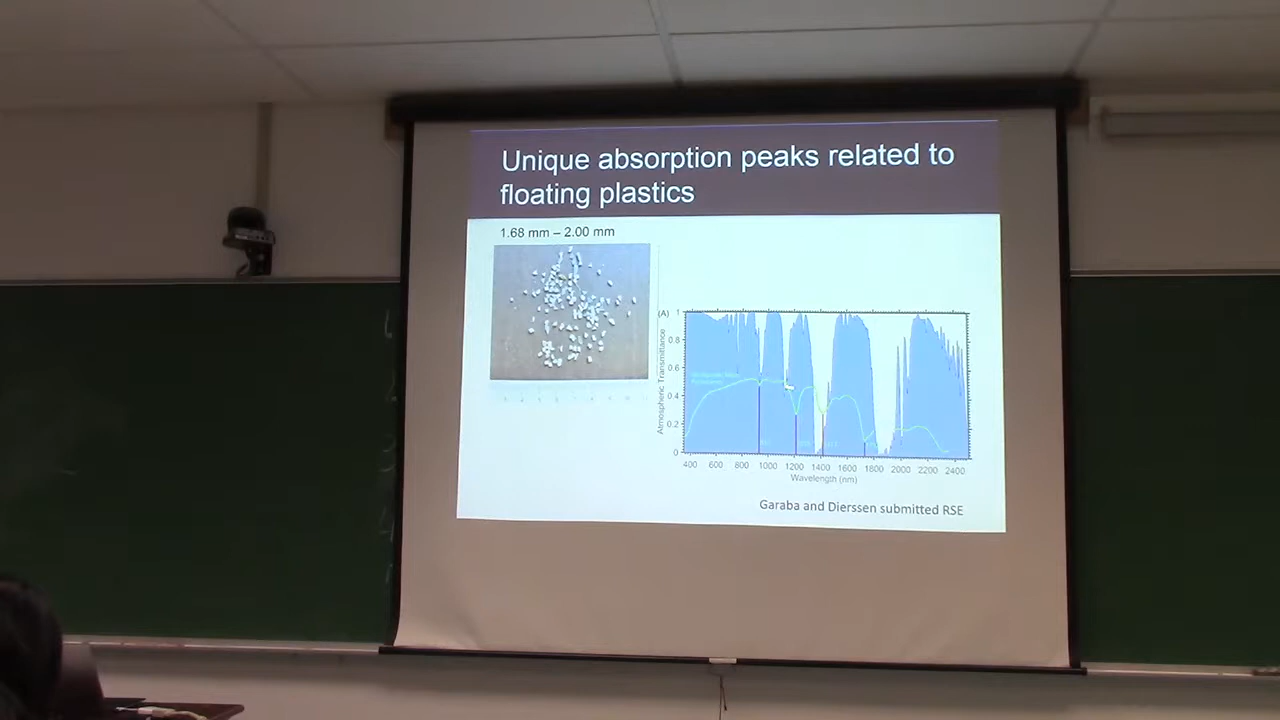 Unique absorption peaks related to
floating plastics
1.68 mm – 2.00 mm
(A)
1
0.8
0.6
0.4
0.2
0
Atmospheric Transmittance
400 600 800 1000 1200 1400 1600 1800 2000 2200 2400
Wavelength (nm)
Garaba and Dierssen submitted RSE